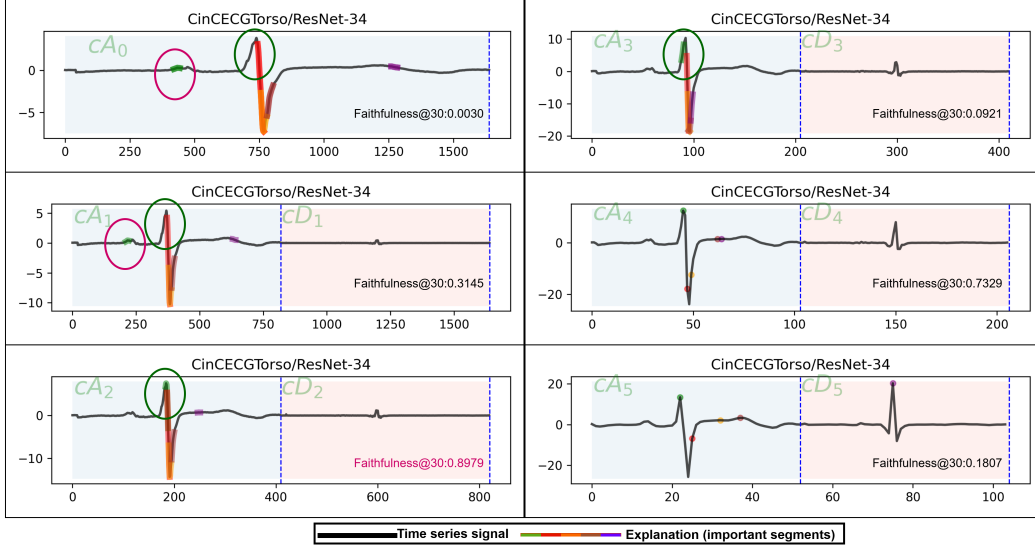 CinCECGTorso/ResNet-34
cA0
0
−5
Faithfulness@30:0.0030
0 250 500 750 1000 1250 1500
CinCECGTorso/ResNet-34
cA1 cD1
5
0
−5
−10
Faithfulness@30:0.3145
0 250 500 750 1000 1250 1500
CinCECGTorso/ResNet-34
cA2 cD2
0
−10
Faithfulness@30:0.8979
0 200 400 600 800
CinCECGTorso/ResNet-34
cA3 cD3
10
0
−10
−20
Faithfulness@30:0.0921
0 100 200 300 400
CinCECGTorso/ResNet-34
cA4 cD4
0
−20
Faithfulness@30:0.7329
0 50 100 150 200
CinCECGTorso/ResNet-34
cA5 cD5
20
0
−20
Faithfulness@30:0.1807
0 20 40 60 80 100
Time series signal Explanation (important segments)